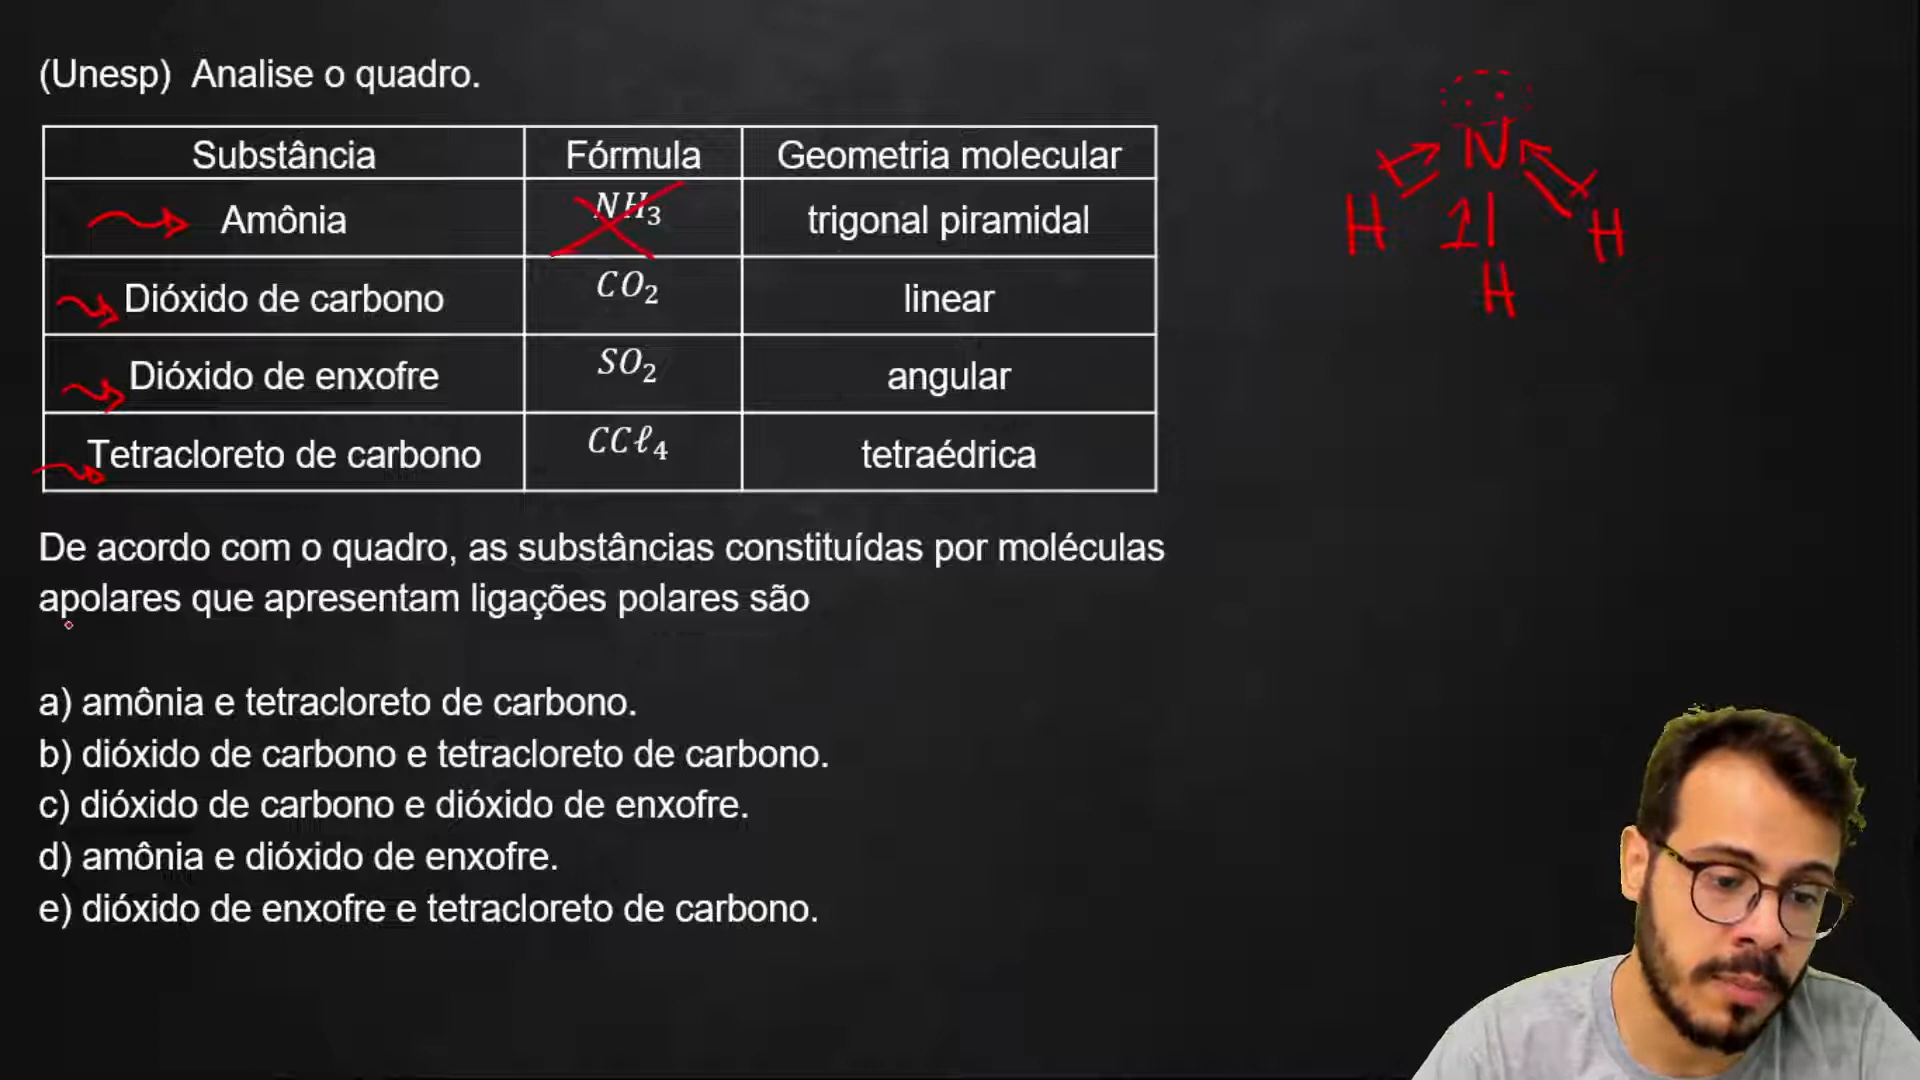 (Unesp) Analise o quadro.
Substância Fórmula Geometria molecular
Amônia NH₃ trigonal piramidal
Dióxido de carbono CO₂ linear
Dióxido de enxofre SO₂ angular
Tetracloreto de carbono CCℓ₄ tetraédrica
De acordo com o quadro, as substâncias constituídas por moléculas
apolares que apresentam ligações polares são
a) amônia e tetracloreto de carbono.
b) dióxido de carbono e tetracloreto de carbono.
c) dióxido de carbono e dióxido de enxofre.
d) amônia e dióxido de enxofre.
e) dióxido de enxofre e tetracloreto de carbono.
N
H H
H